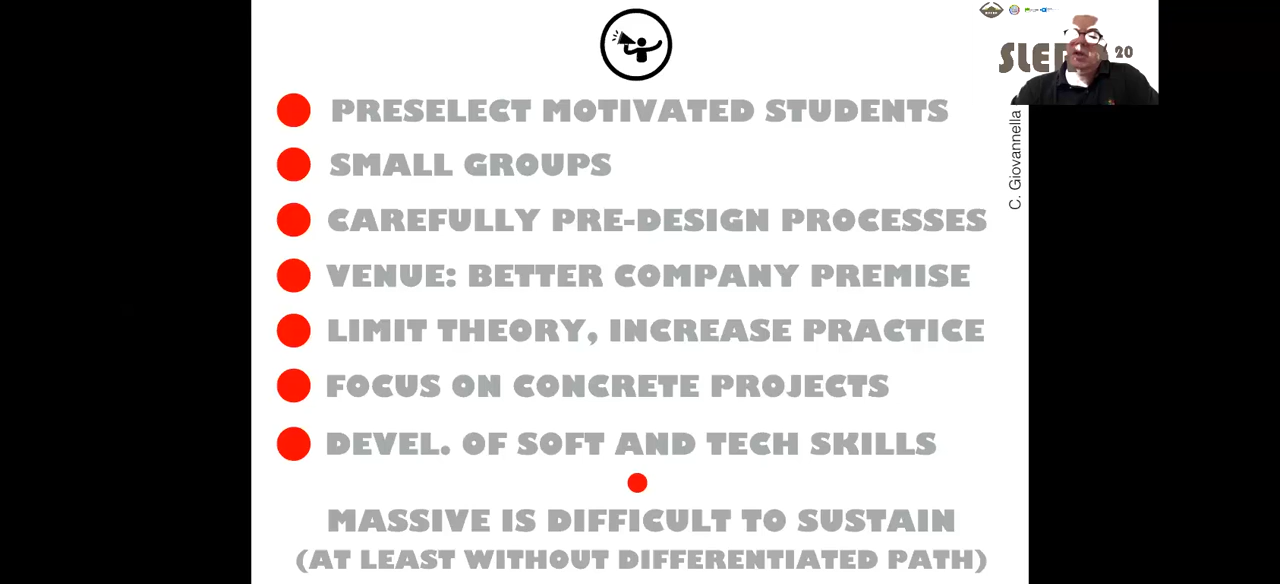 20
C. Giovannella
PRESELECT MOTIVATED STUDENTS
SMALL GROUPS
CAREFULLY PRE-DESIGN PROCESSES
VENUE: BETTER COMPANY PREMISE
LIMIT THEORY, INCREASE PRACTICE
FOCUS ON CONCRETE PROJECTS
DEVEL. OF SOFT AND TECH SKILLS
MASSIVE IS DIFFICULT TO SUSTAIN
(AT LEAST WITHOUT DIFFERENTIATED PATH)